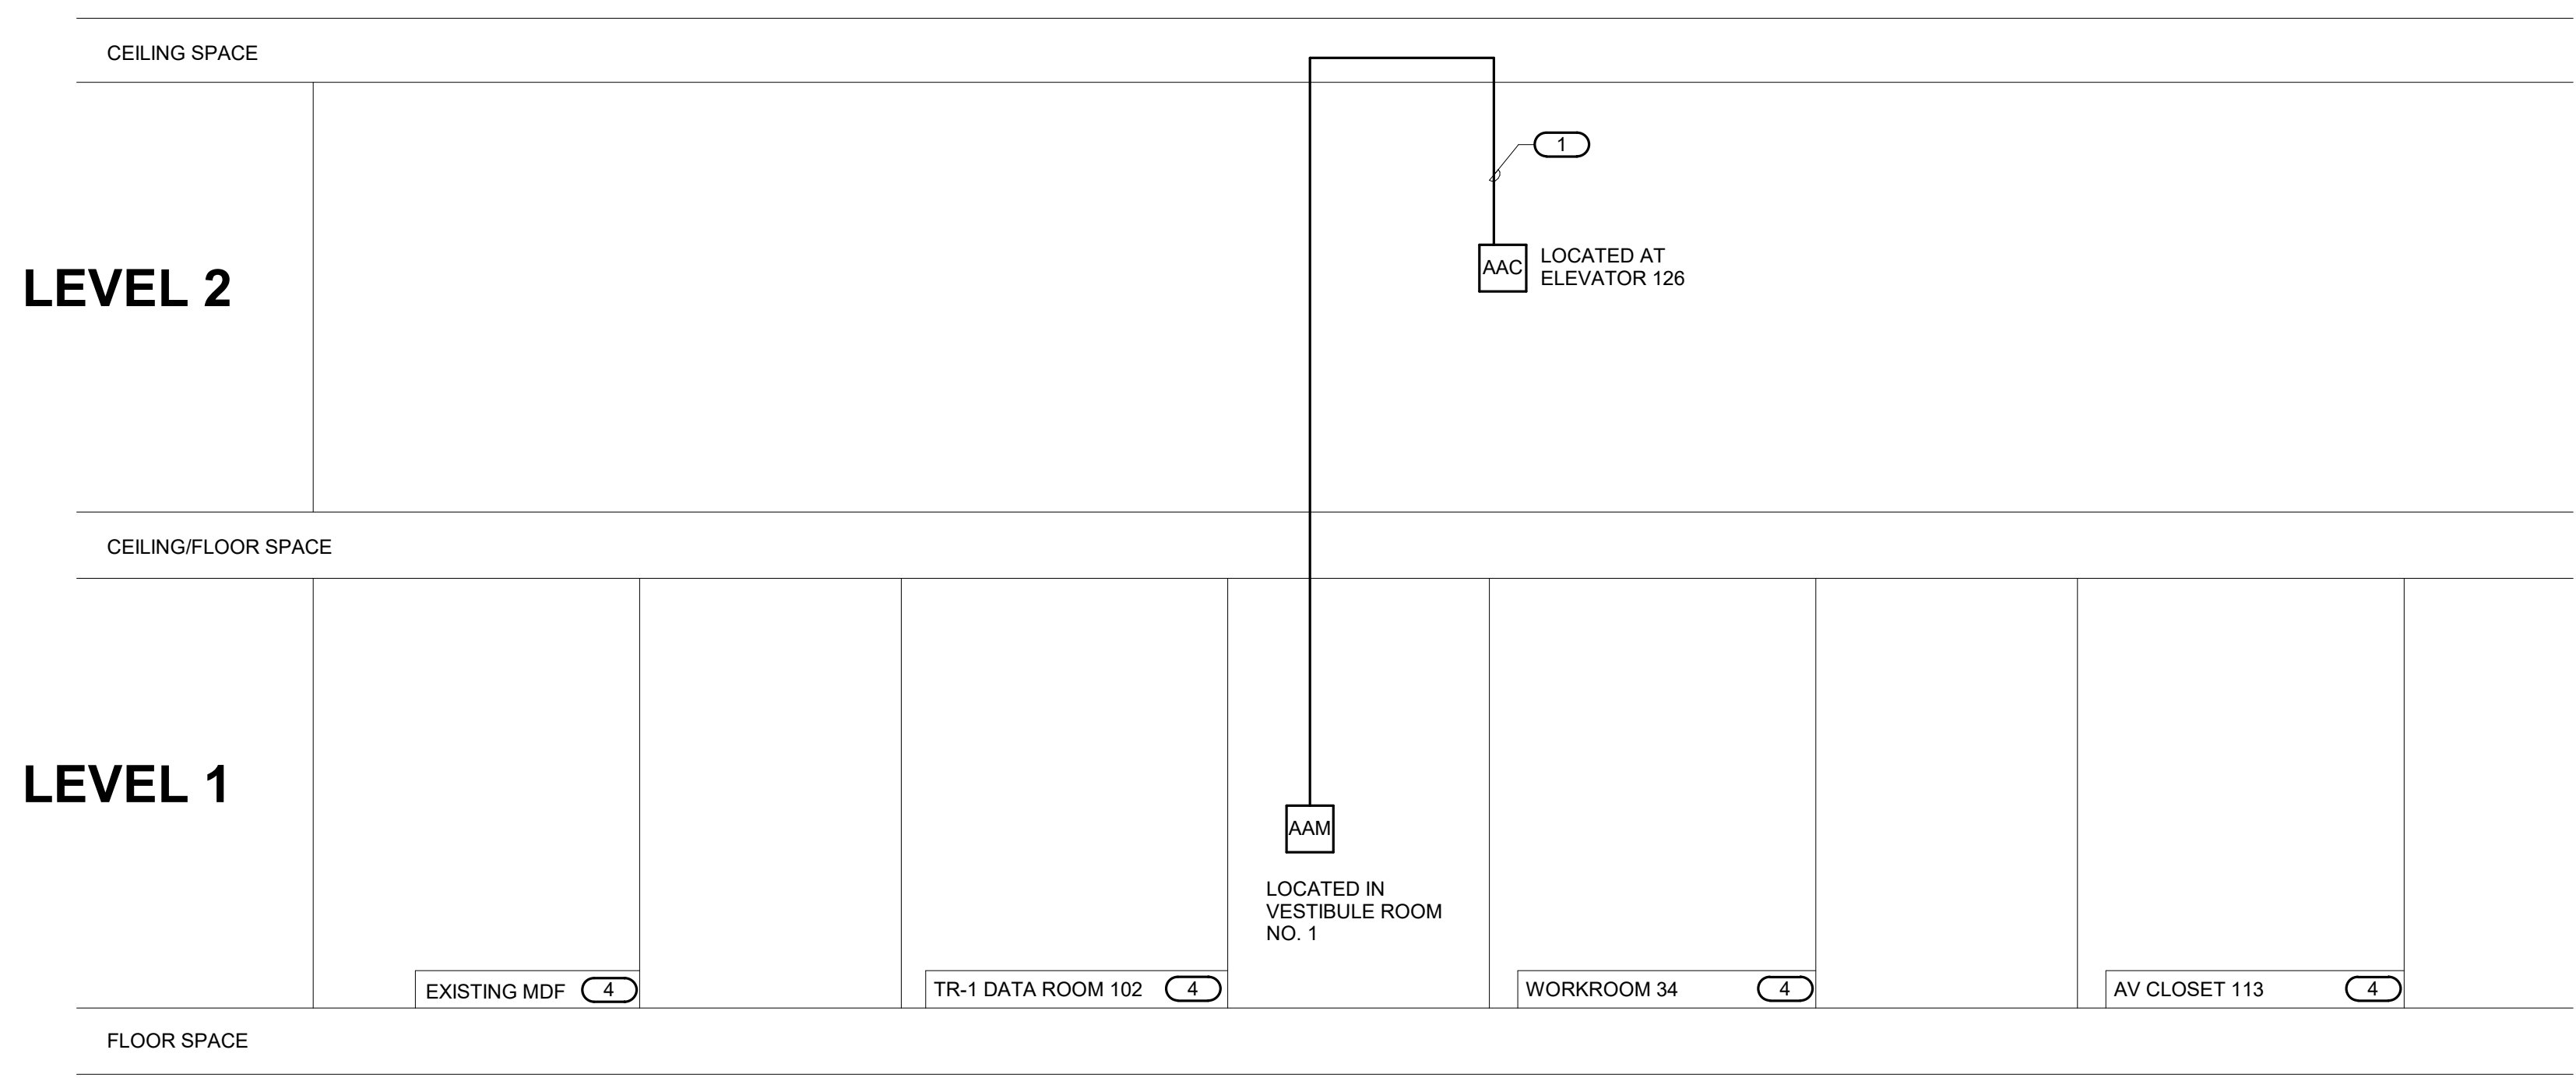 CEILING SPACE
1
LEVEL 2
AAC
LOCATED AT
ELEVATOR 126
CEILING/FLOOR SPACE
LEVEL 1
AAM
LOCATED IN
VESTIBULE ROOM
NO. 1
EXISTING MDF 4
TR-1 DATA ROOM 102 4
WORKROOM 34 4
AV CLOSET 113 4
FLOOR SPACE